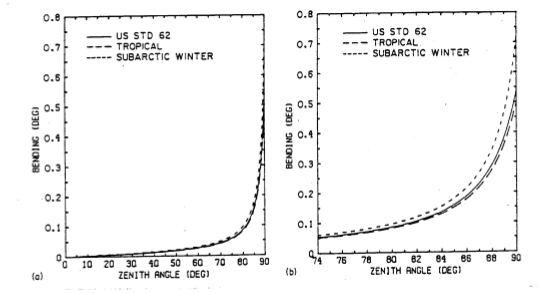 0.8
0.7
0.6
0.5
0.4
0.3
0.2
0.1
0
BENDING (DEG)
US STD 62
TROPICAL
SUBARCTIC WINTER
0 10 20 30 40 50 60 70 80 90
ZENITH ANGLE (DEG)
(a)
0.8
0.7
0.6
0.5
0.4
0.3
0.2
0.1
0
BENDING (DEG)
US STD 62
TROPICAL
SUBARCTIC WINTER
74 76 78 80 82 84 86 88 90
ZENITH ANGLE (DEG)
(b)